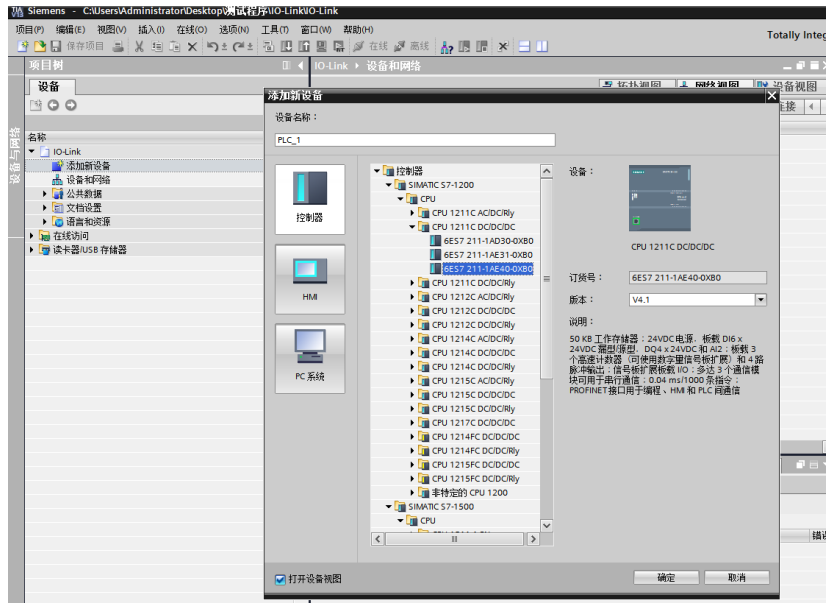 Siemens - C:\Users\Administrator\Desktop\测试程序\IO-Link\IO-Link
项目(P) 编辑(E) 视图(V) 插入(I) 在线(O) 选项(N) 工具(T) 窗口(W) 帮助(H)
保存项目 在线 离线
Totally Integ
项目树
IO-Link ▸ 设备和网络
设备
拓扑视图 网络视图 设备视图
连接
设备与网络
名称
IO-Link
添加新设备
设备和网络
公共数据
文档设置
语言和资源
在线访问
读卡器/USB 存储器
添加新设备
设备名称：
PLC_1
控制器
HMI
PC 系统
控制器
SIMATIC S7-1200
CPU
CPU 1211C AC/DC/Rly
CPU 1211C DC/DC/DC
6ES7 211-1AD30-0XB0
6ES7 211-1AE31-0XB0
6ES7 211-1AE40-0XB0
CPU 1211C DC/DC/Rly
CPU 1212C AC/DC/Rly
CPU 1212C DC/DC/DC
CPU 1212C DC/DC/Rly
CPU 1214C AC/DC/Rly
CPU 1214C DC/DC/DC
CPU 1214C DC/DC/Rly
CPU 1215C AC/DC/Rly
CPU 1215C DC/DC/DC
CPU 1215C DC/DC/Rly
CPU 1217C DC/DC/DC
CPU 1214FC DC/DC/DC
CPU 1214FC DC/DC/Rly
CPU 1215FC DC/DC/DC
CPU 1215FC DC/DC/Rly
非特定的 CPU 1200
SIMATIC S7-1500
CPU
设备：
CPU 1211C DC/DC/DC
订货号：
6ES7 211-1AE40-0XB0
版本：
V4.1
说明：
50 KB 工作存储器；24VDC 电源，板载 DI6 x
24VDC 漏型/源型，DQ4 x 24VDC 和 AI2；板载 3
个高速计数器（可使用数字量信号板扩展）和 4 路
脉冲输出；信号板扩展板载 I/O；多达 3 个通信模
块可用于串行通信；0.04 ms/1000 条指令；
PROFINET 接口用于编程、HMI 和 PLC 间通信
打开设备视图
确定
取消